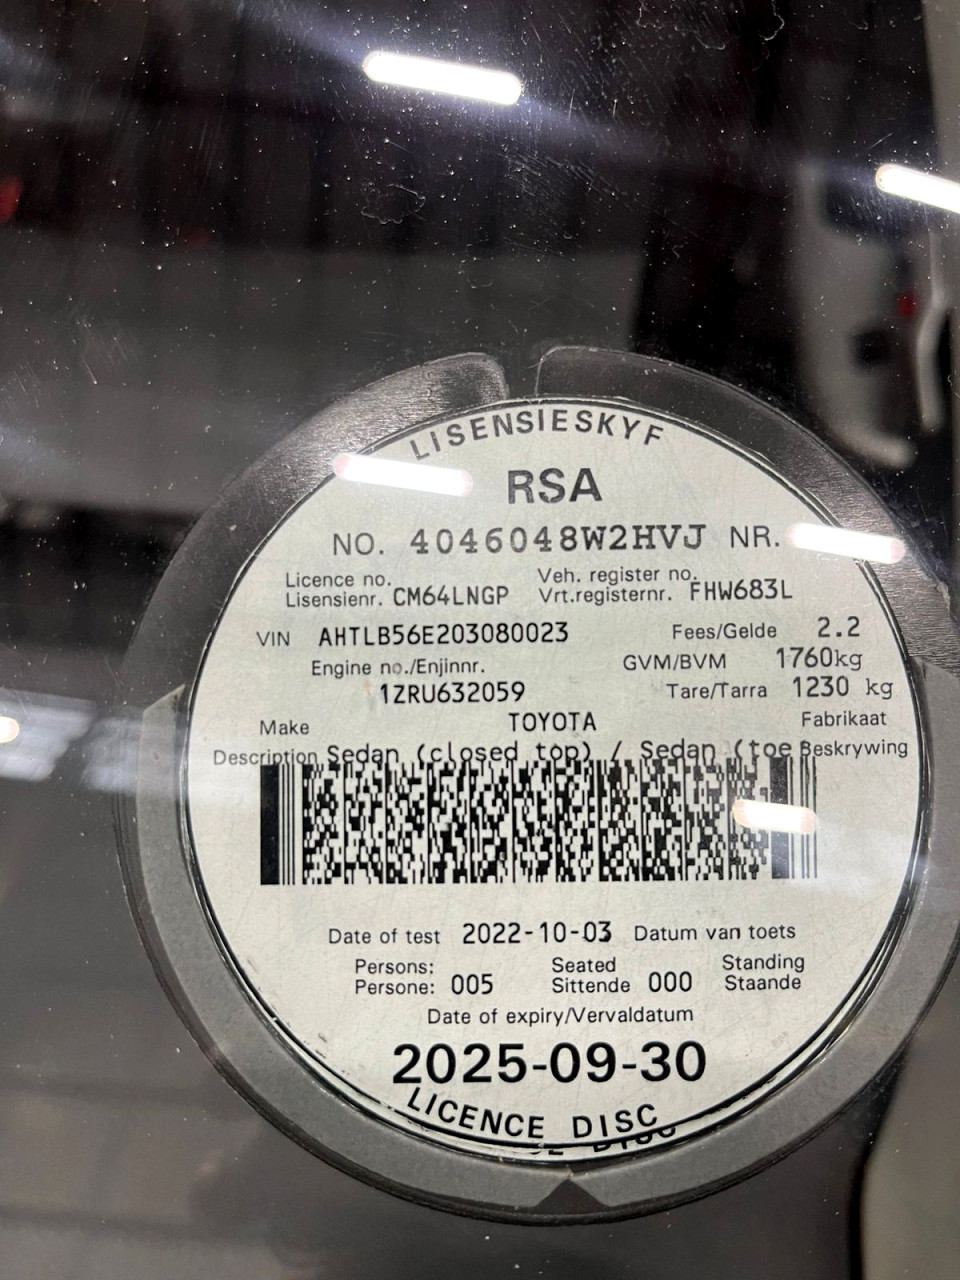 LISENSIESKYF
RSA
NO. 4046048W2HVJ NR.
Licence no.
Lisensienr. CM64LNGP
Veh. register no.
Vrt.registernr. FHW683L
VIN AHTLB56E203080023
Fees/Gelde 2.2
Engine no./Enjinnr.
1ZRU632059
GVM/BVM 1760kg
Tare/Tarra 1230 kg
Make TOYOTA Fabrikaat
Description Sedan (closed top) / Sedan (toe Beskrywing
Date of test 2022-10-03 Datum van toets
Persons:
Persone: 005
Seated
Sittende 000
Standing
Staande
Date of expiry/Vervaldatum
2025-09-30
LICENCE DISC